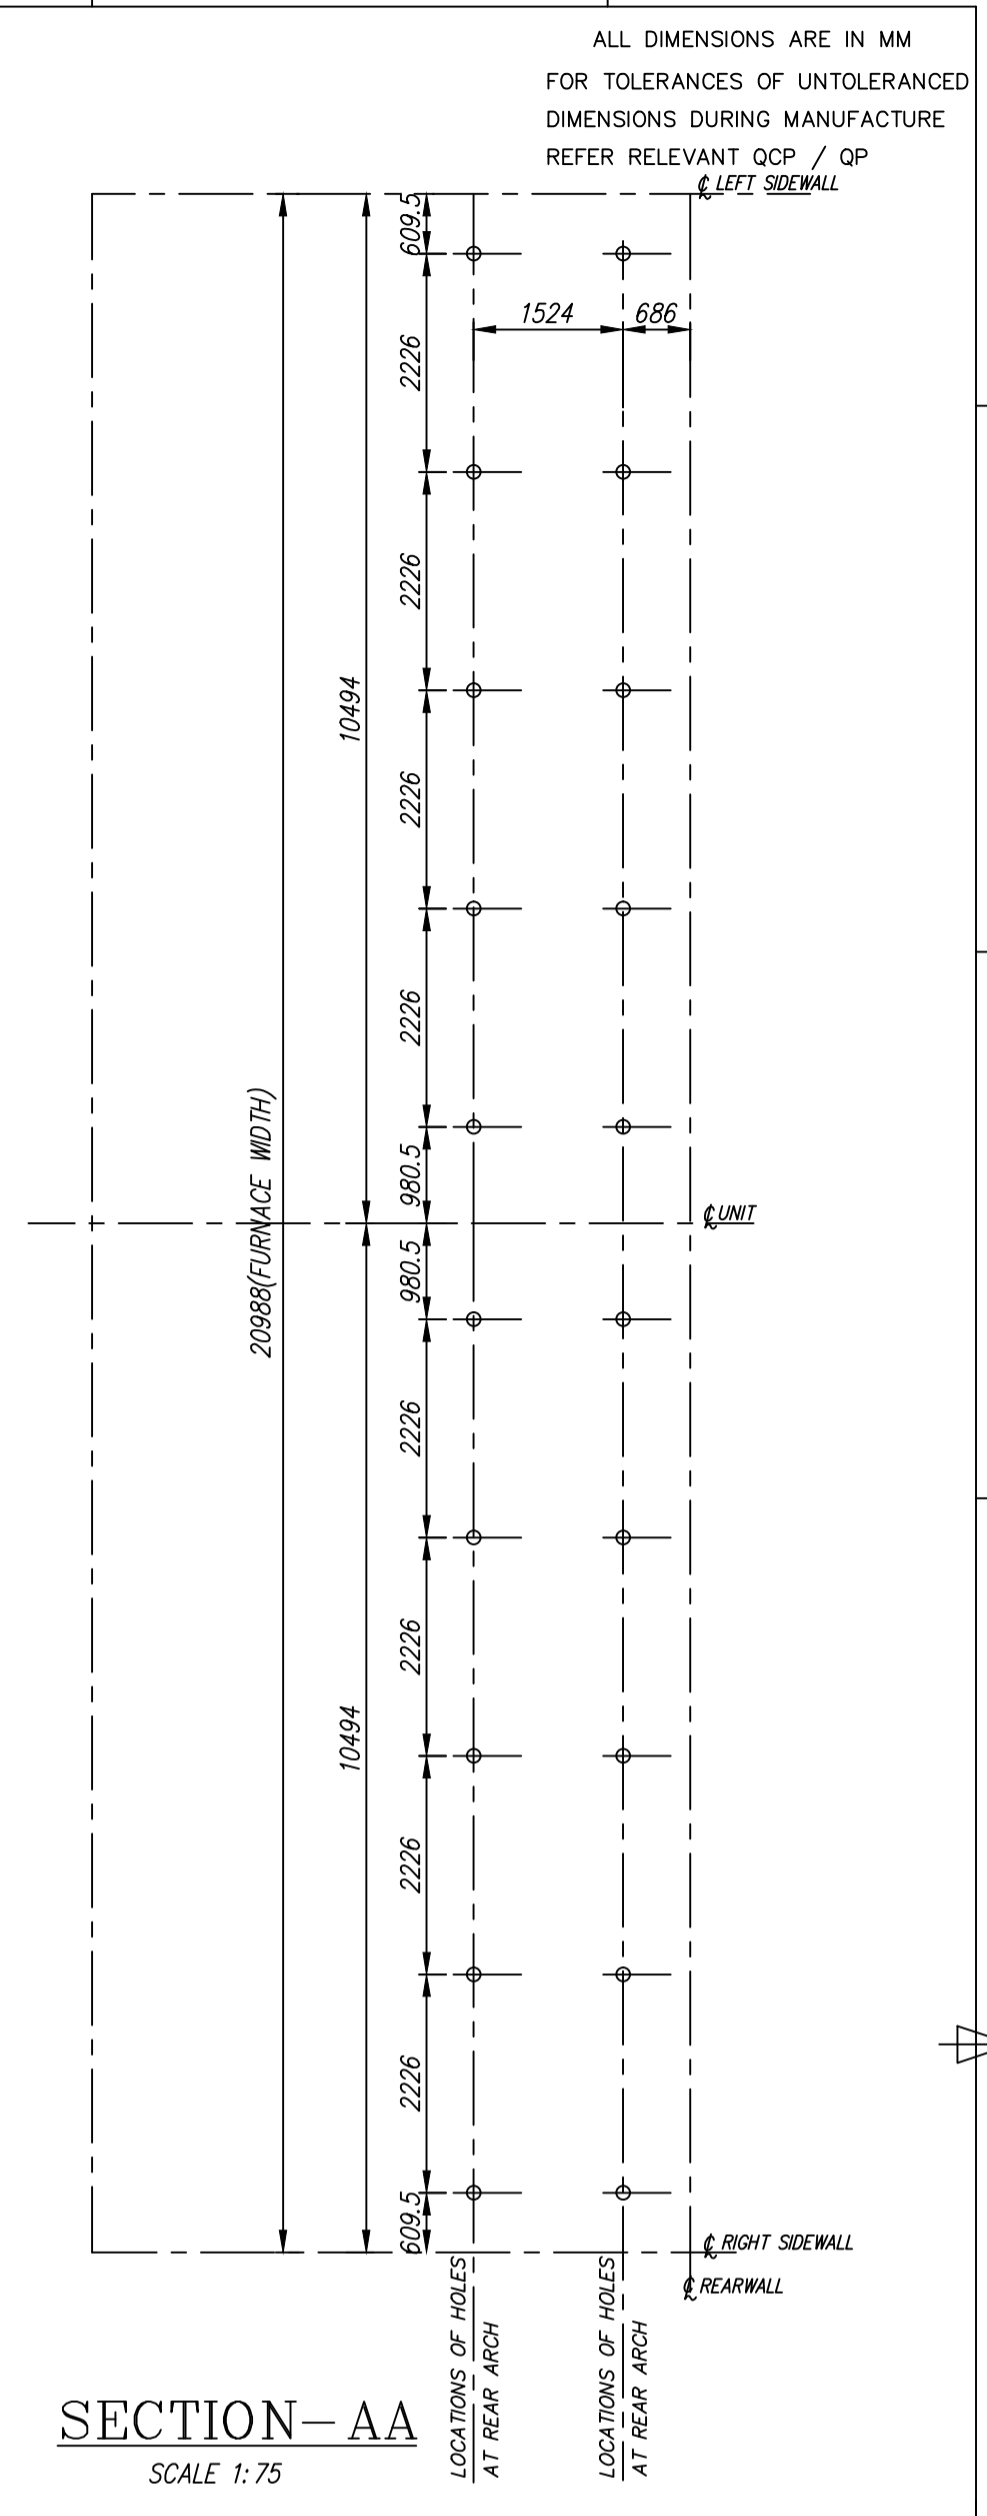 ALL DIMENSIONS ARE IN MM
FOR TOLERANCES OF UNTOLERANCED
DIMENSIONS DURING MANUFACTURE
REFER RELEVANT QCP / QP
℄ LEFT SIDEWALL
609.5
1524
686
2226
2226
10494
2226
2226
20988(FURNACE WIDTH)
980.5
℄ UNIT
980.5
2226
2226
10494
2226
2226
609.5
℄ RIGHT SIDEWALL
℄ REARWALL
LOCATIONS OF HOLES
AT REAR ARCH
LOCATIONS OF HOLES
AT REAR ARCH
SECTION-AA
SCALE 1:75